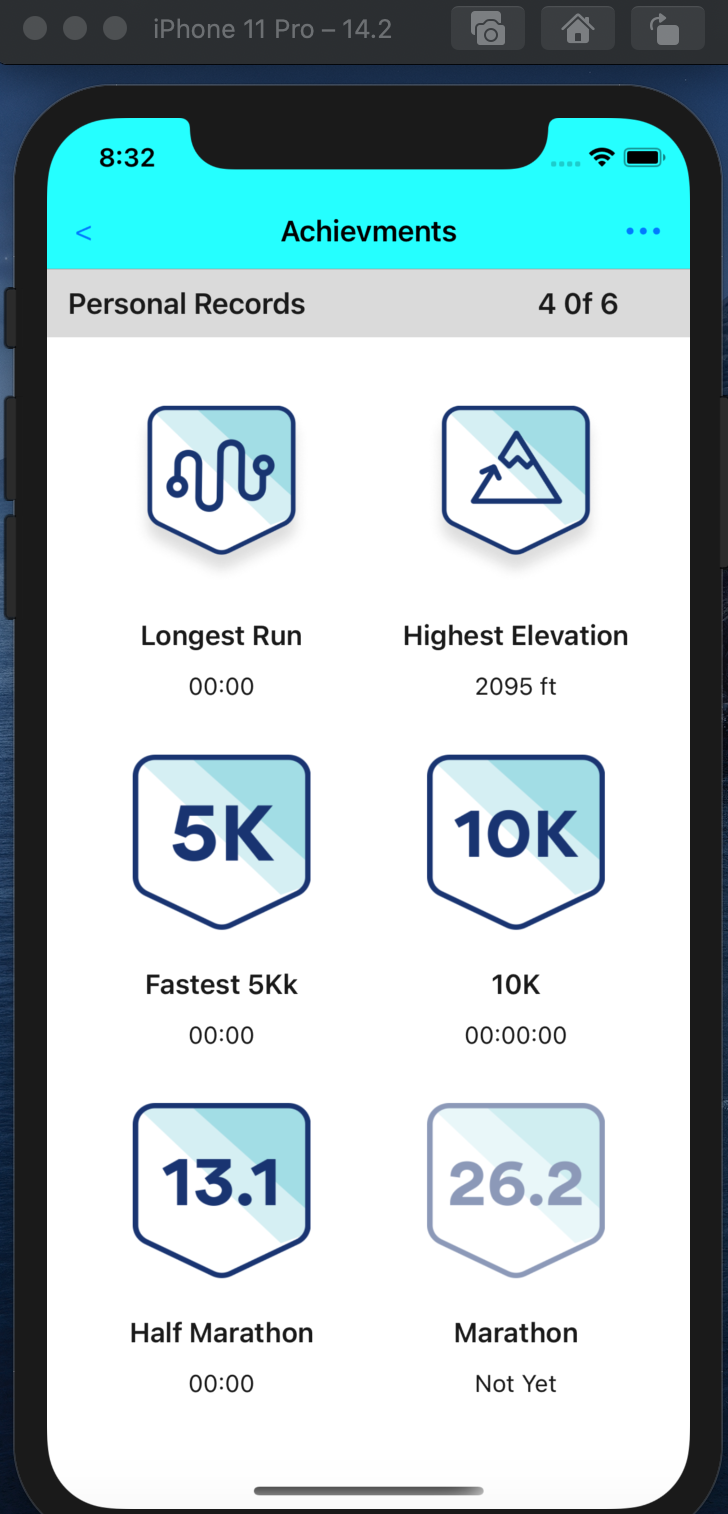 iPhone 11 Pro – 14.2
8:32
< Achievments •••
Personal Records 4 0f 6
Longest Run Highest Elevation
00:00 2095 ft
5K 10K
Fastest 5Kk 10K
00:00 00:00:00
13.1 26.2
Half Marathon Marathon
00:00 Not Yet